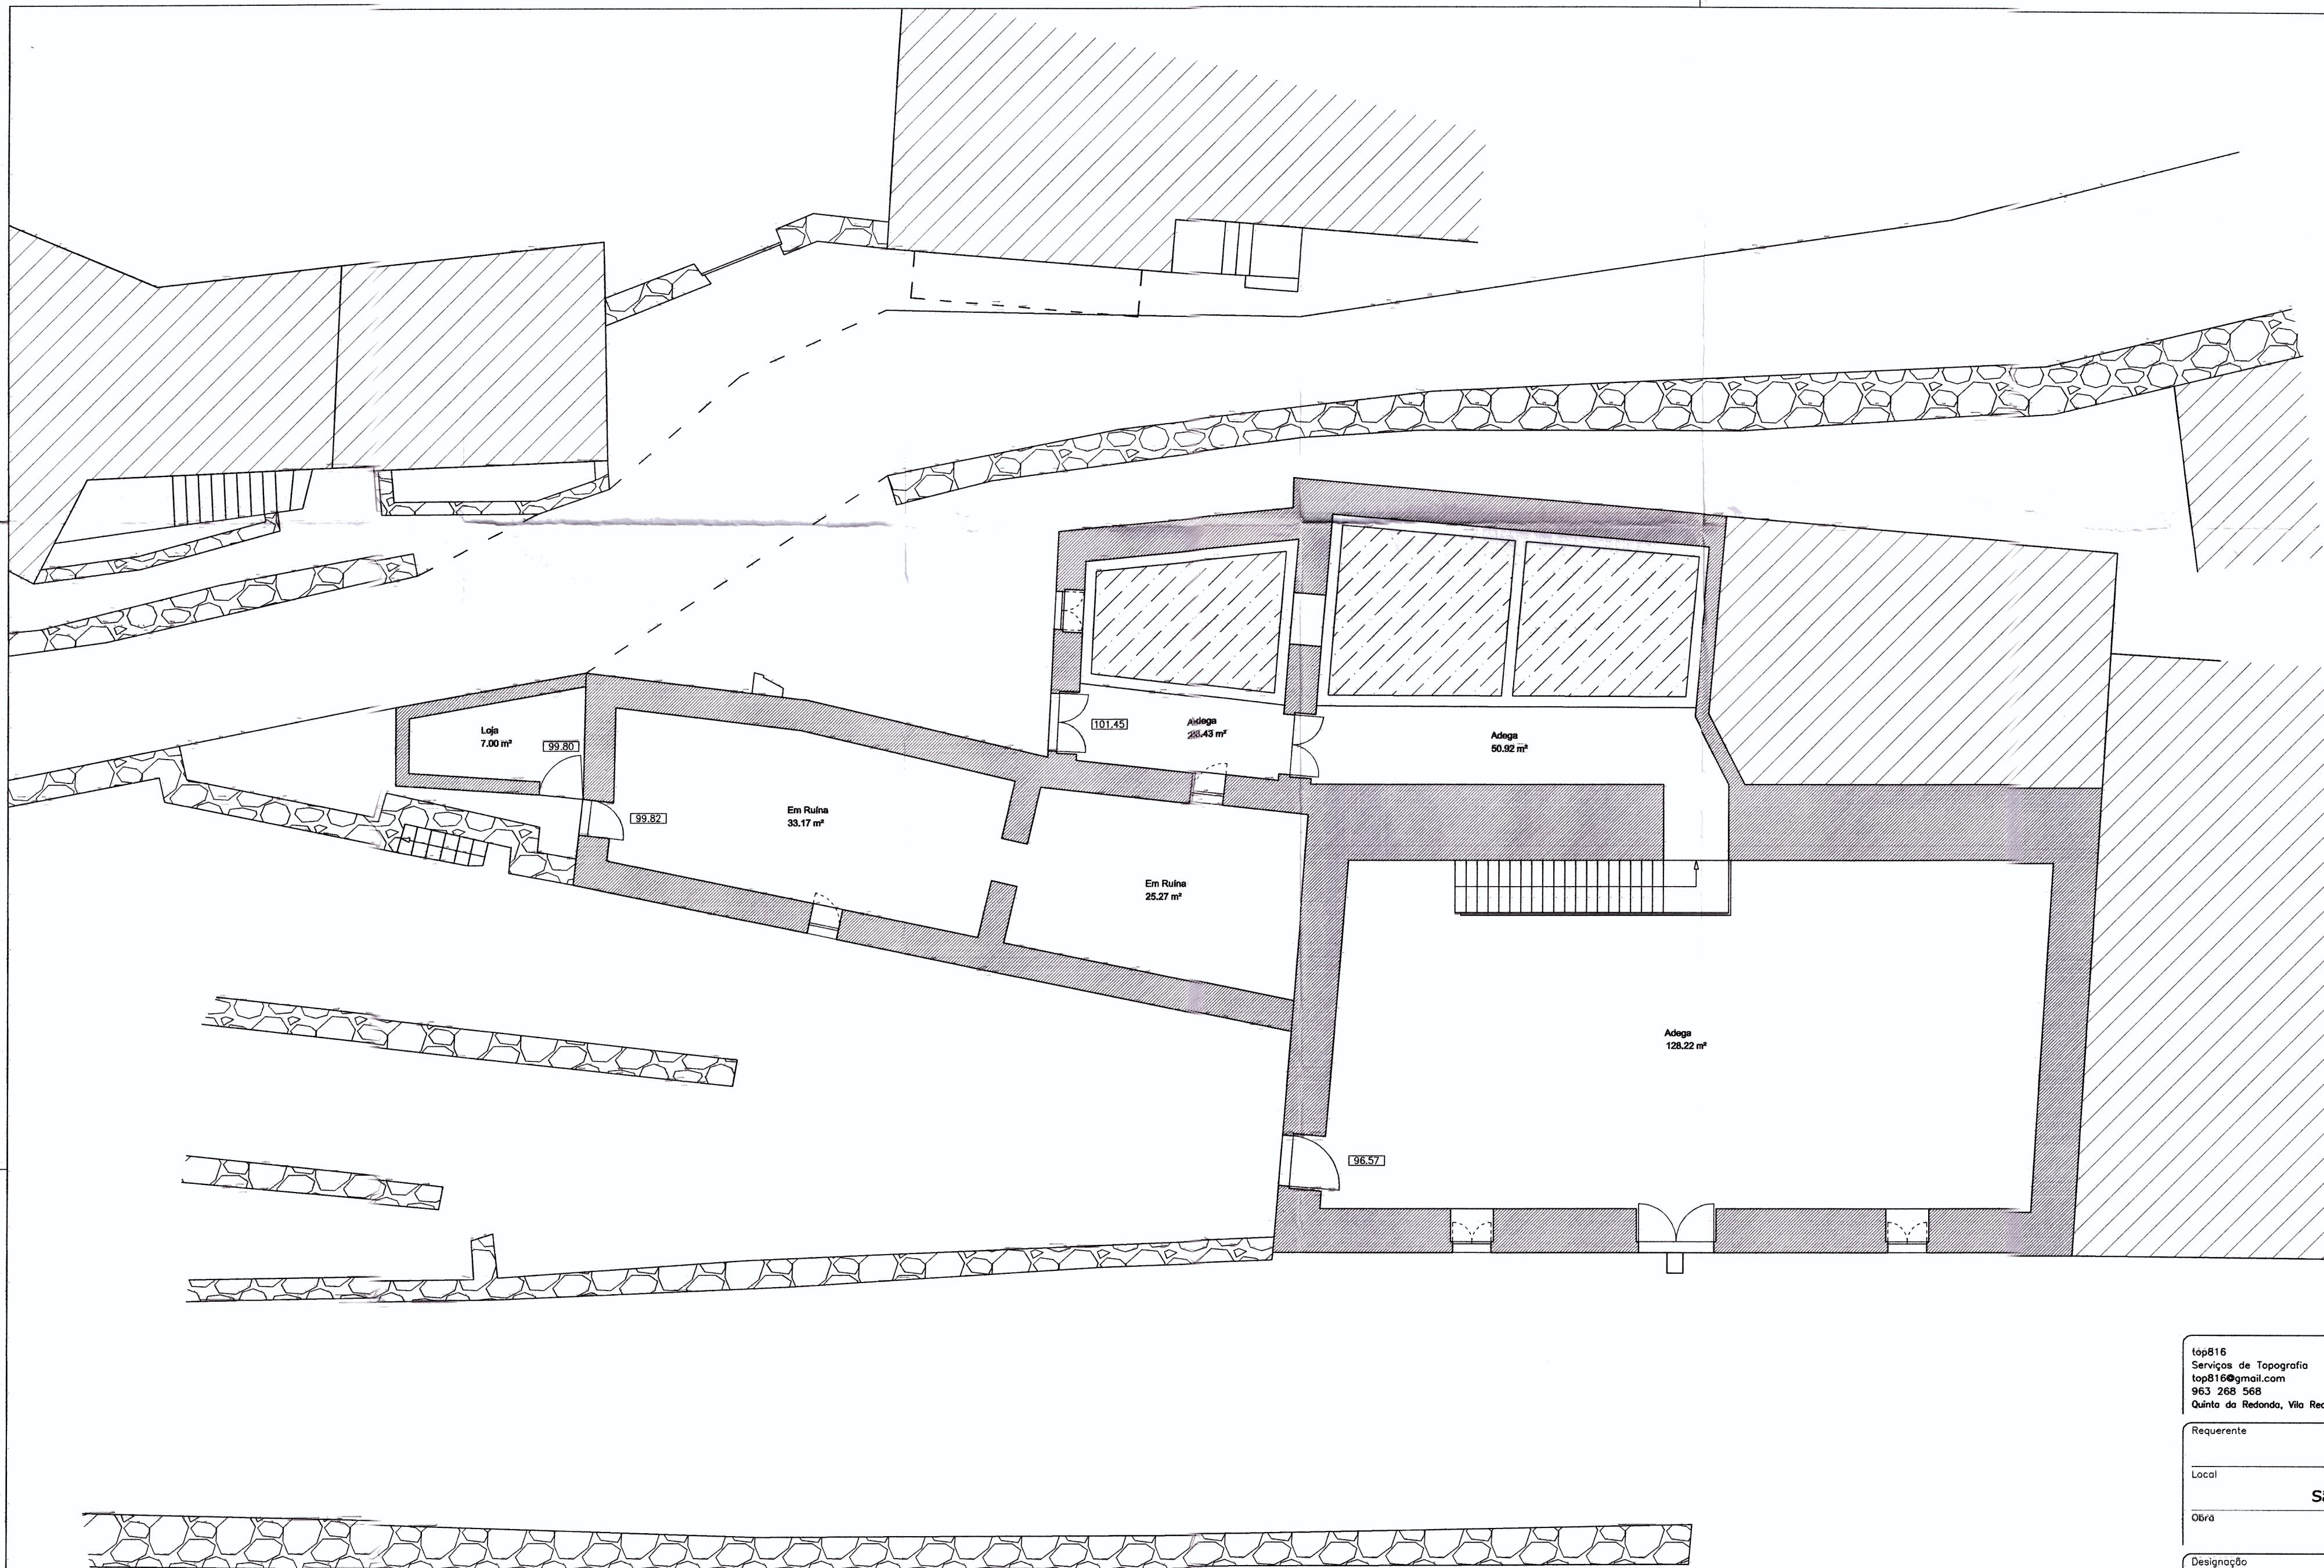 Loja
7.00 m²
99.80
99.82
Em Ruína
33.17 m²
Em Ruína
25.27 m²
101.45
Adega
Adega
50.92 m²
Adega
128.22 m²
96.57
top816
Serviços de Topografia
top816@gmail.com
963 268 568
Quinta da Redonda, Vila
Requerente
Local
Obra
Designação